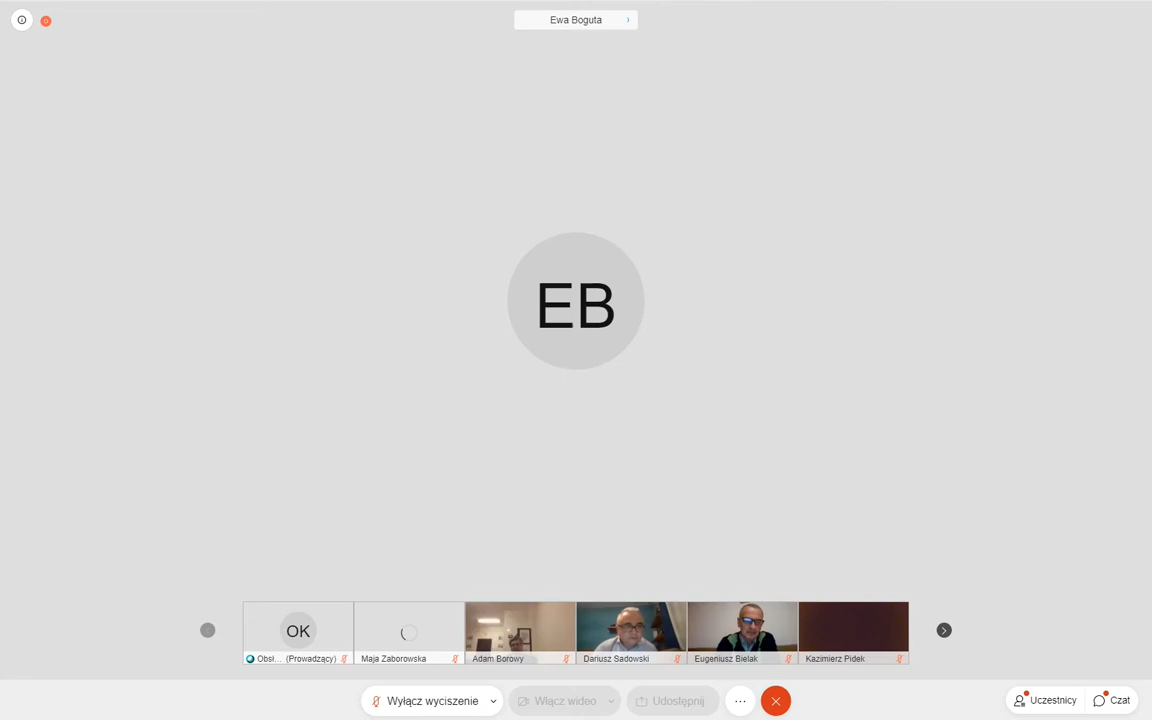 Ewa Boguta
EB
OK
Obsł... (Prowadzący)
Maja Zaborowska
Adam Borowy
Dariusz Sadowski
Eugeniusz Bielak
Kazimierz Pidek
Wyłącz wyciszenie
Włącz wideo
Udostępnij
Uczestnicy
Czat